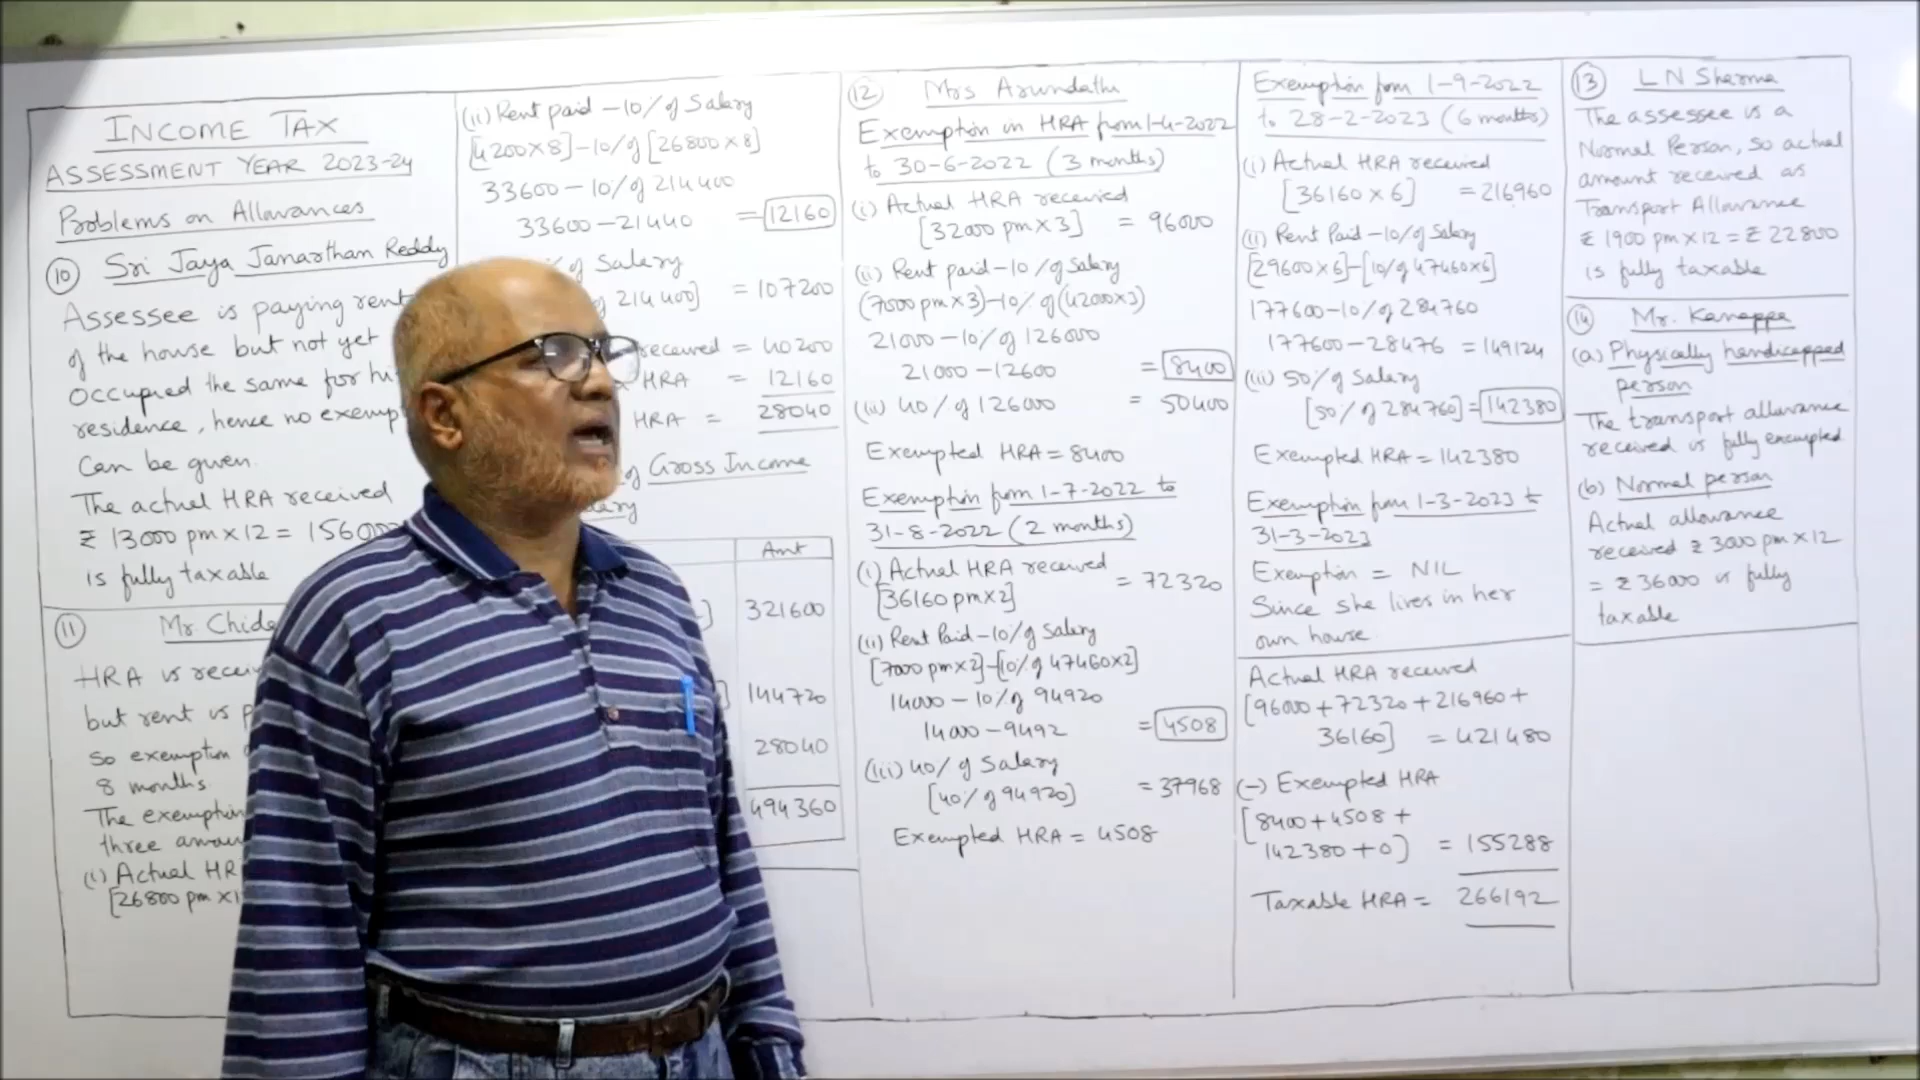 INCOME TAX
ASSESSMENT YEAR 2023-24
Problems on Allowances
(10) Sri Jaya Janartham Reddy
Assessee is paying rent
of the house but not yet
occupied the same for
residence, hence no
can be given.
The actual HRA received
₹ 13000 pm × 12 = 156000
is fully taxable
(11) Mr. Chid
HRA is
but rent is
so exemption
8 months.
The exemption
three
(i) Actual HR
[26800 pm ×
(ii) Rent paid - 10% of Salary
[4200×8] - 10% of [26800×8]
33600 - 10% of 214400
33600 - 21440 = 12160
of Salary
214400] = 107200
received = 40200
HRA = 12160
HRA = 28040
of Gross Income
Amt
321600
144720
28040
494360
(12) Mrs Arundathi
Exemption in HRA from 1-4-2022
to 30-6-2022 (3 months)
(i) Actual HRA received
[32000 pm × 3] = 96000
(ii) Rent paid - 10% of Salary
(7000 pm × 3) - 10% of (42000×3)
21000 - 10% of 126000
21000 - 12600 = 8400
(iii) 40% of 126000 = 50400
Exempted HRA = 8400
Exemption from 1-7-2022 to
31-8-2022 (2 months)
(i) Actual HRA received
[36160 pm × 2] = 72320
(ii) Rent Paid - 10% of Salary
[7000 pm × 2] - [10% of 47460×2]
14000 - 10% of 94920
14000 - 9492 = 4508
(iii) 40% of Salary
[40% of 94920] = 37968
Exempted HRA = 4508
Exemption from 1-9-2022
to 28-2-2023 (6 months)
(i) Actual HRA received
[36160 × 6] = 216960
(ii) Rent Paid - 10% of Salary
[29600×6] - [10% of 47460×6]
177600 - 10% of 284760
177600 - 28476 = 149124
(iii) 50% of Salary
[50% of 284760] = 142380
Exempted HRA = 142380
Exemption from 1-3-2023 to
31-3-2023
Exemption = NIL
Since she lives in her
own house.
Actual HRA received
[96000 + 72320 + 216960 +
36160] = 421480
(-) Exempted HRA
[8400 + 4508 +
142380 + 0] = 155288
Taxable HRA = 266192
(13) L N Sharma
The assessee is a
Normal Person, so actual
amount received as
Transport Allowance
₹ 1900 pm × 12 = ₹ 22800
is fully taxable
(14) Mr. Kanappa
(a) Physically handicapped
person
The transport allowance
received is fully exempted
(b) Normal person
Actual allowance
received ₹ 3000 pm × 12
= ₹ 36000 is fully
taxable